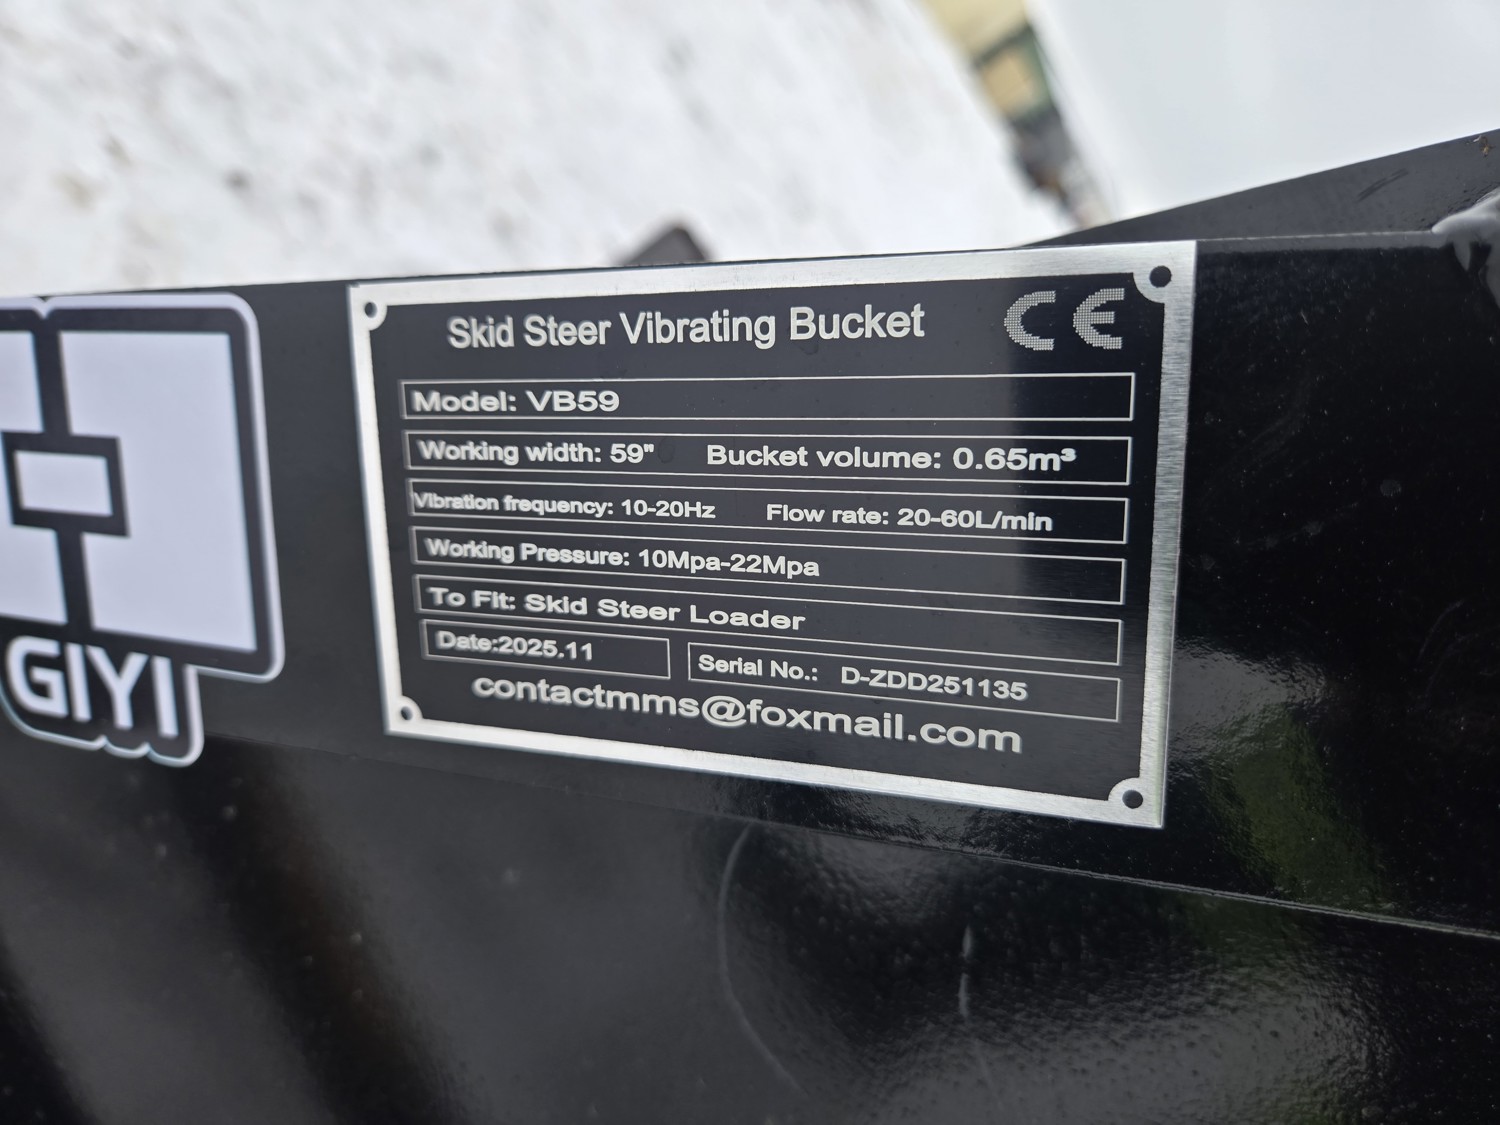 Skid Steer Vibrating Bucket CE
Model: VB59
Working width: 59" Bucket volume: 0.65m³
Vibration frequency: 10-20Hz Flow rate: 20-60L/min
Working Pressure: 10Mpa-22Mpa
To Fit: Skid Steer Loader
Date:2025.11 Serial No.: D-ZDD251135
contactmms@foxmail.com
GIYI